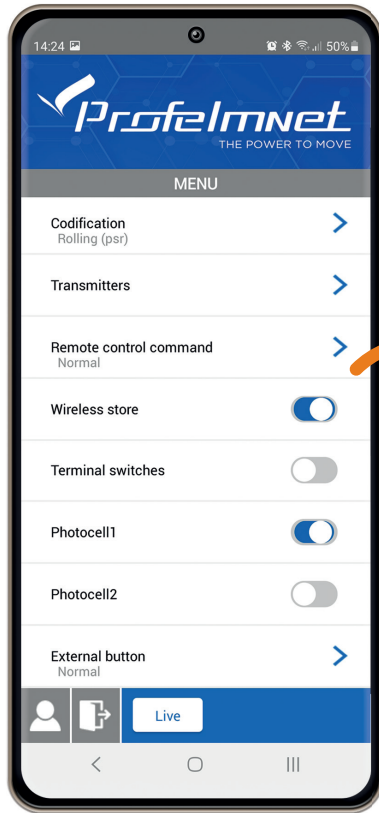 14:24 50%
Profelmnet
THE POWER TO MOVE
MENU
Codification
Rolling (psr)
Transmitters
Remote control command
Normal
Wireless store
Terminal switches
Photocell1
Photocell2
External button
Normal
Live